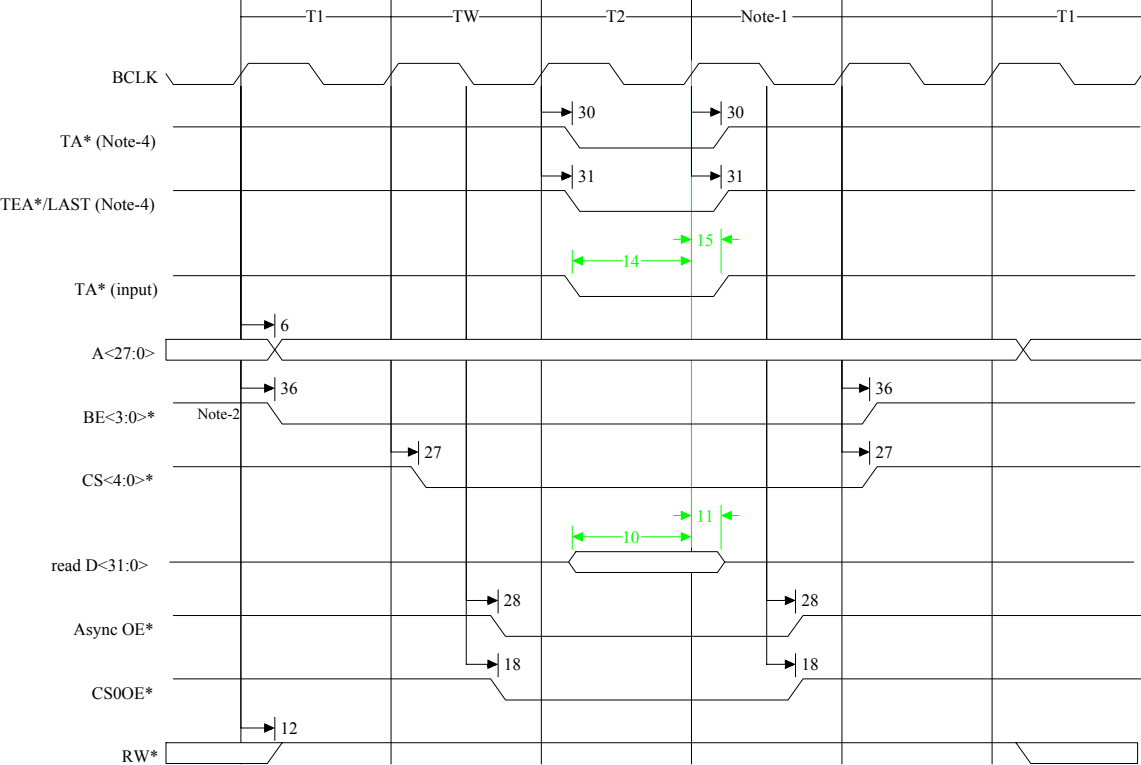 T1 TW T2 Note-1 T1
BCLK
30 30
TA* (Note-4)
31 31
TEA*/LAST (Note-4)
15
14
TA* (input)
6
A<27:0>
36 36
Note-2
BE<3:0>*
27 27
CS<4:0>*
11
10
read D<31:0>
28 28
Async OE*
18 18
CS0OE*
12
RW*